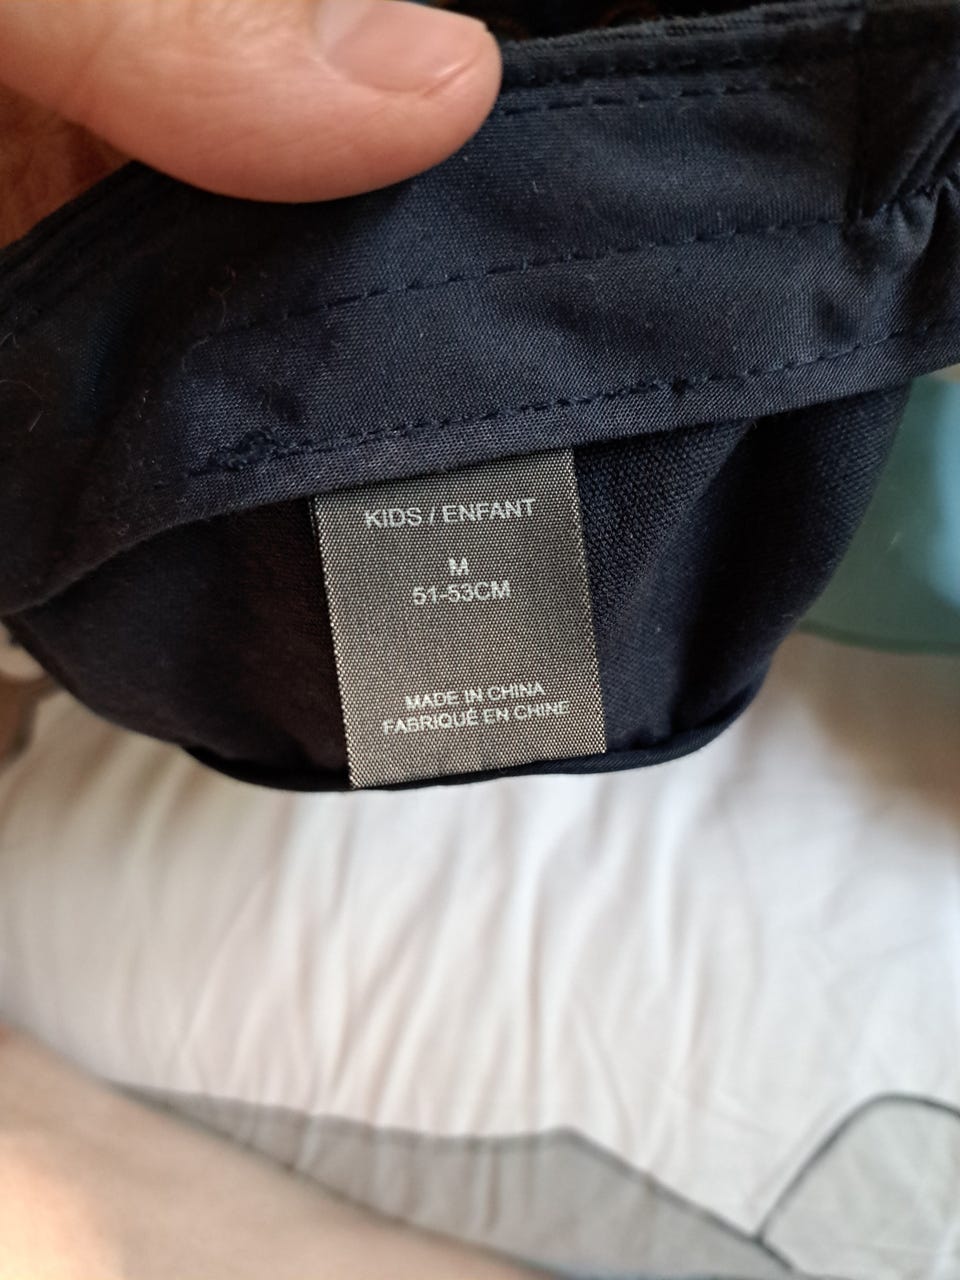 KIDS / ENFANT
M
51-53CM
MADE IN CHINA
FABRIQUÉ EN CHINE